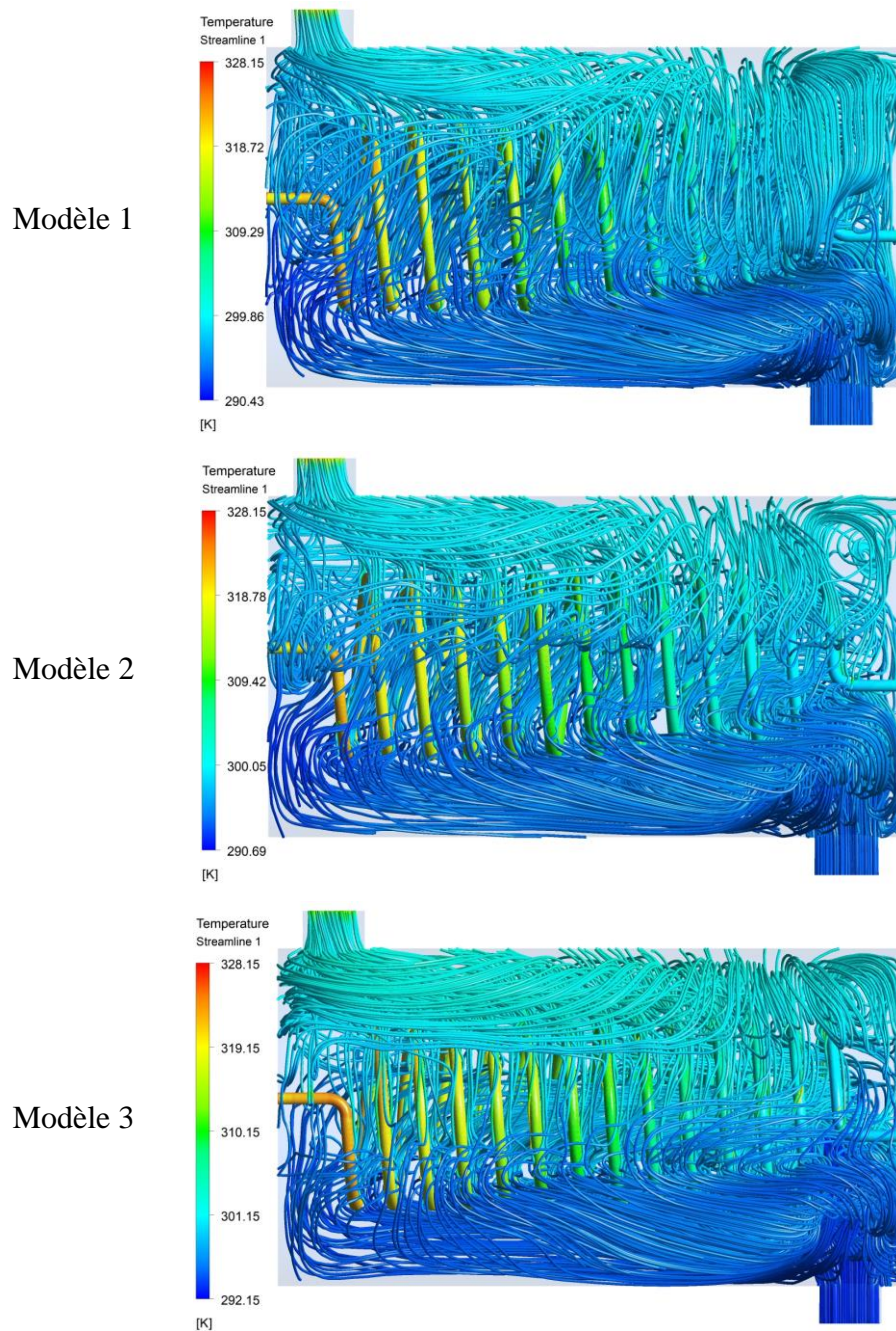 Modèle 1
Temperature
Streamline 1
328.15
318.72
309.29
299.86
290.43
[K]
Modèle 2
Temperature
Streamline 1
328.15
318.78
309.42
300.05
290.69
[K]
Modèle 3
Temperature
Streamline 1
328.15
319.15
310.15
301.15
292.15
[K]